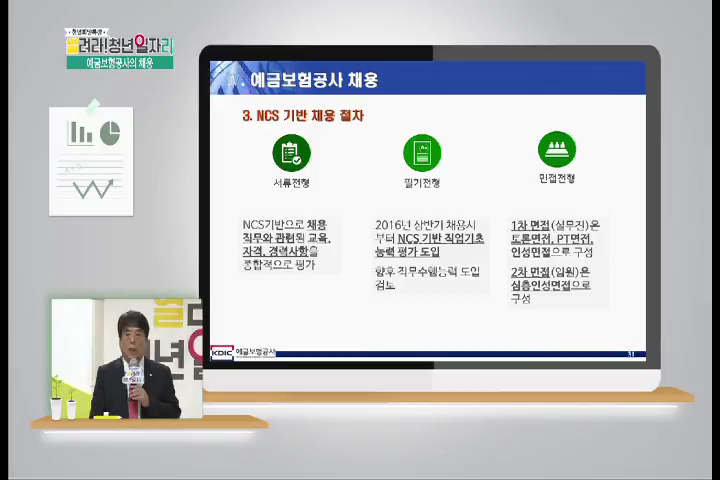 청년희망특강
열려라!청년일자리
예금보험공사의 채용
Ⅳ. 예금보험공사 채용
3. NCS 기반 채용 절차
서류전형
필기전형
면접전형
NCS기반으로 채용
직무와 관련된 교육,
자격, 경력사항을
종합적으로 평가
2016년 상반기 채용시
부터 NCS 기반 직업기초
능력 평가 도입
향후 직무수행능력 도입
검토
1차 면접(실무진)은
토론면접, PT면접,
인성면접으로 구성
2차 면접(임원)은
심층인성면접으로
구성
KDIC 예금보험공사
31